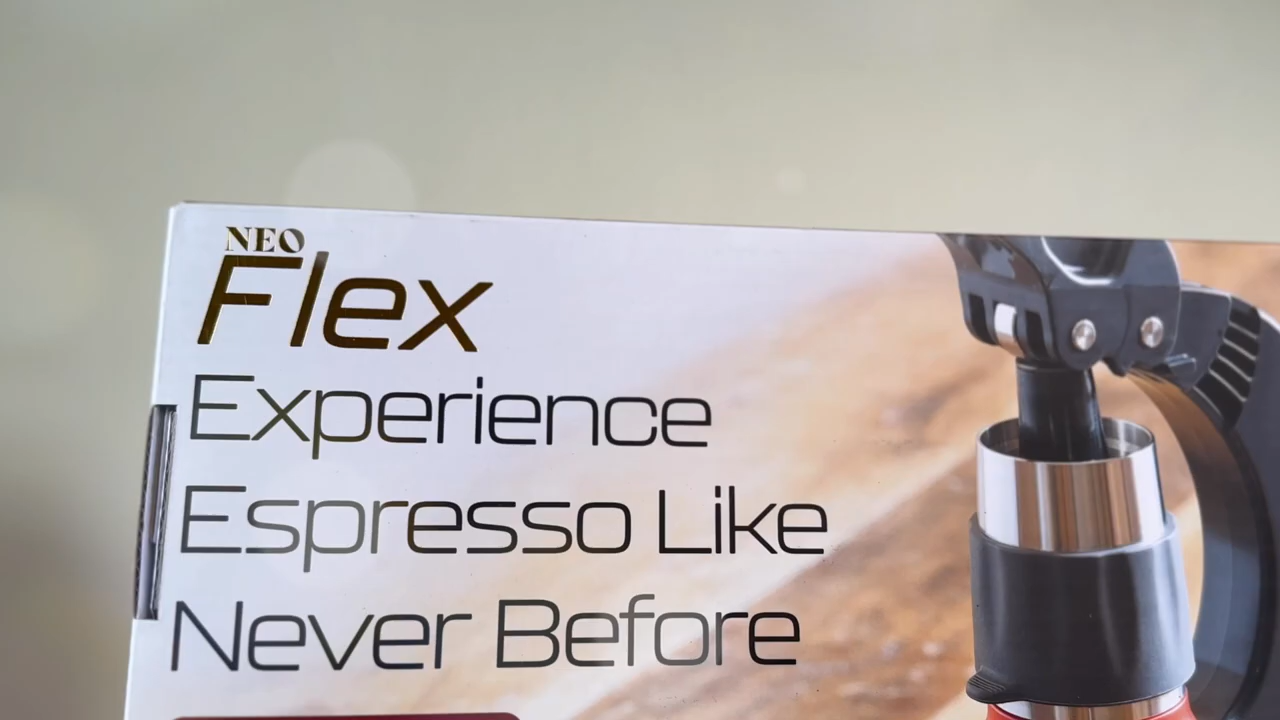 NEO
Flex
Experience
Espresso Like
Never Before